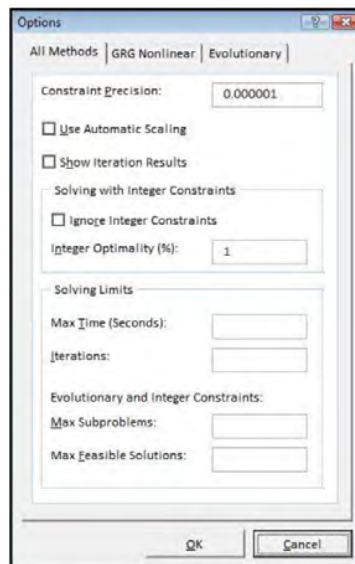 Options
All Methods GRG Nonlinear Evolutionary
Constraint Precision: 0.000001
Use Automatic Scaling
Show Iteration Results
Solving with Integer Constraints
Ignore Integer Constraints
Integer Optimality (%): 1
Solving Limits
Max Time (Seconds):
Iterations:
Evolutionary and Integer Constraints:
Max Subproblems:
Max Feasible Solutions:
OK Cancel